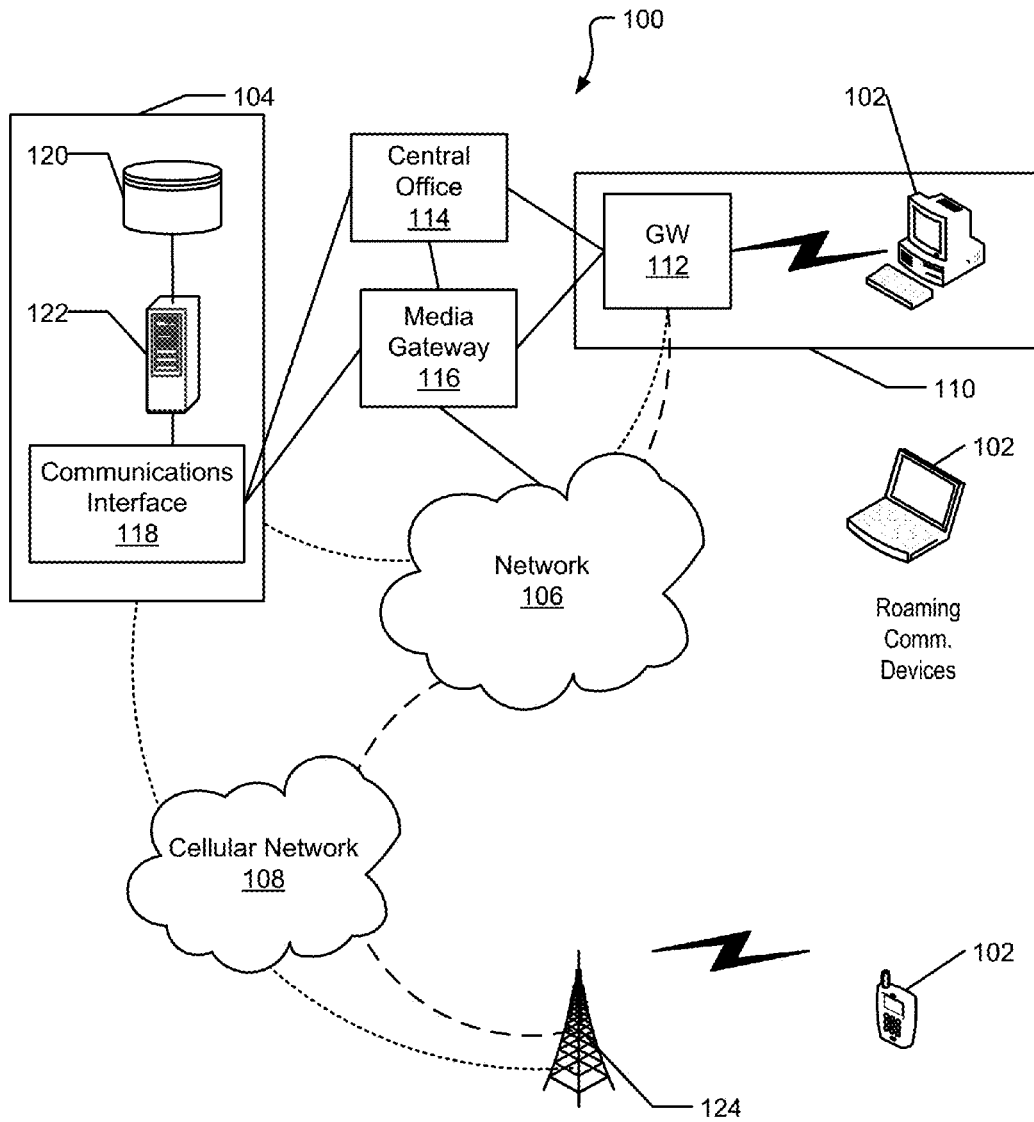 100
104
102
120
Central
Office
114
GW
112
122
Media
Gateway
116
110
Communications
Interface
118
102
Network
106
Roaming
Comm.
Devices
Cellular Network
108
102
124